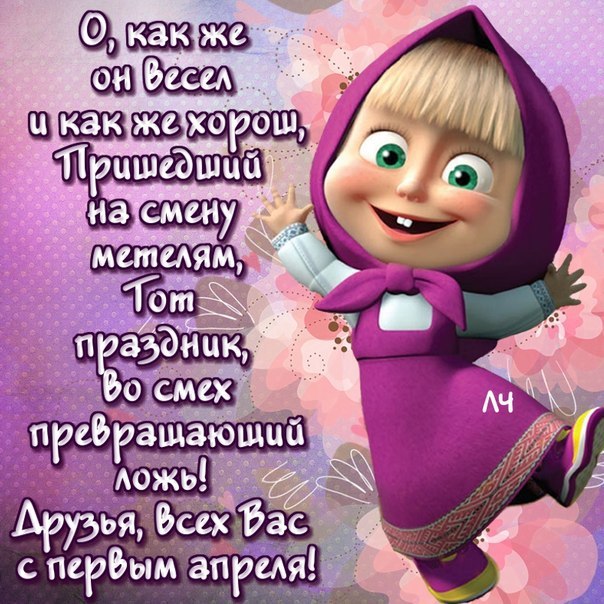 О, как же
он весел
и как же хорош,
Пришедший
на смену
метелям,
Тот
праздник,
во смех
превращающий
ложь!
Друзья, всех Вас
с первым апреля!
ЛЧ